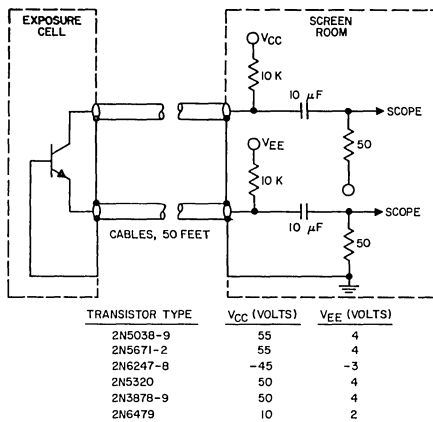 EXPOSURE
CELL
SCREEN
ROOM
VCC
10 K
10 μF
SCOPE
50
VEE
10 K
CABLES, 50 FEET
10 μF
SCOPE
50
TRANSISTOR TYPE VCC (VOLTS) VEE (VOLTS)
2N5038-9 55 4
2N5671-2 55 4
2N6247-8 -45 -3
2N5320 50 4
2N3878-9 50 4
2N6479 10 2